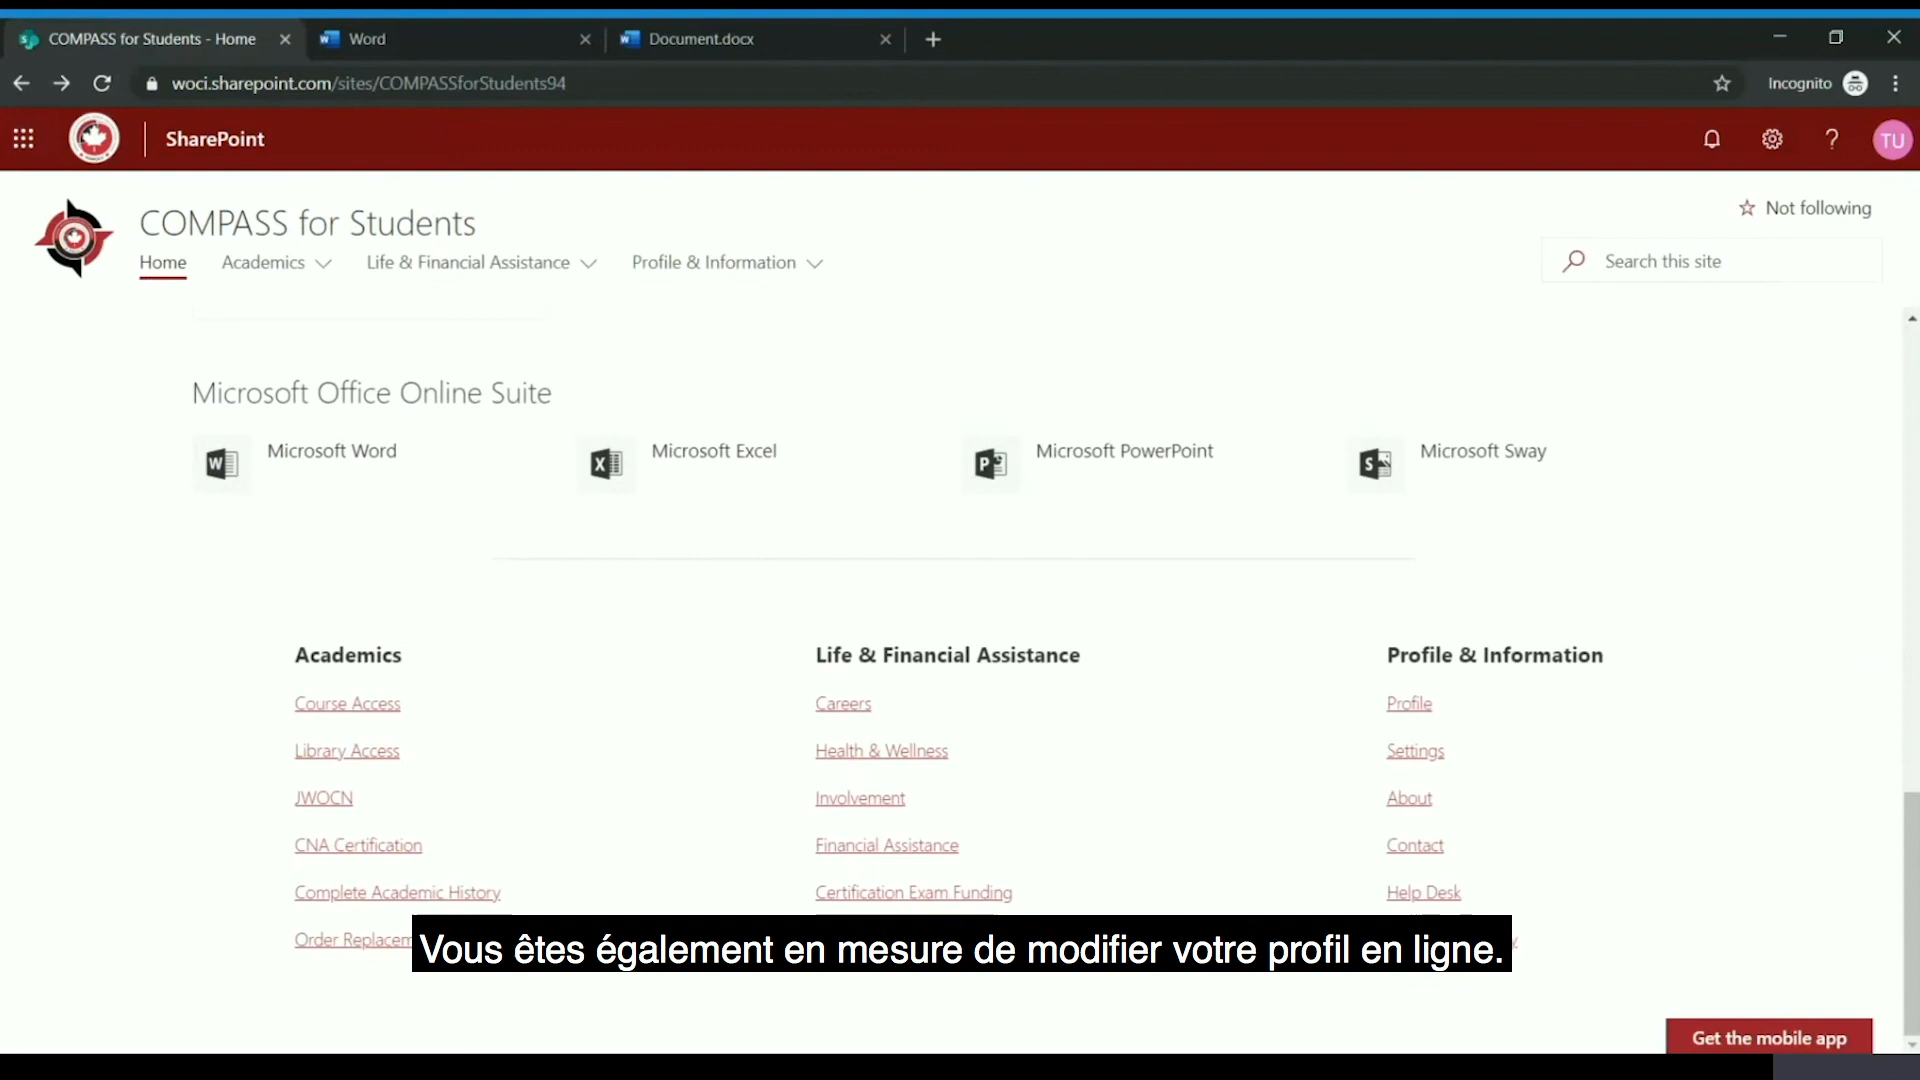 COMPASS for Students - Home
Word
Document.docx
woci.sharepoint.com/sites/COMPASSforStudents94
Incognito
SharePoint
TU
COMPASS for Students
Not following
Home
Academics
Life & Financial Assistance
Profile & Information
Search this site
Microsoft Office Online Suite
Microsoft Word
Microsoft Excel
Microsoft PowerPoint
Microsoft Sway
Academics
Life & Financial Assistance
Profile & Information
Course Access
Careers
Profile
Library Access
Health & Wellness
Settings
JWOCN
Involvement
About
CNA Certification
Financial Assistance
Contact
Complete Academic History
Certification Exam Funding
Help Desk
Order
Vous êtes également en mesure de modifier votre profil en ligne.
Get the mobile app